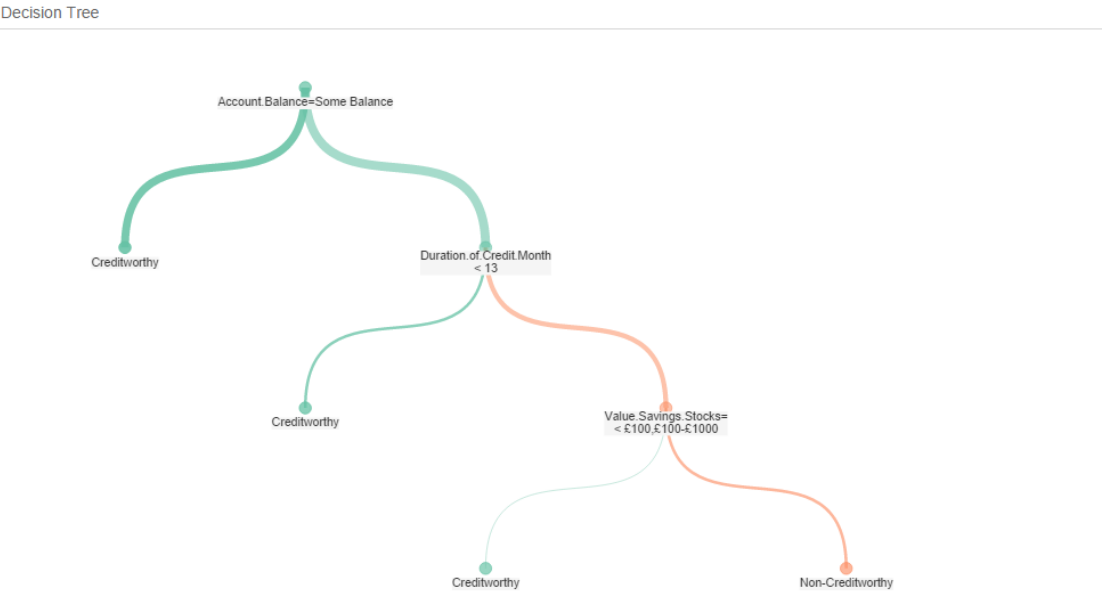 Decision Tree
Account.Balance=Some Balance
Creditworthy
Duration.of.Credit.Month
< 13
Creditworthy
Value.Savings.Stocks=
< £100,£100-£1000
Creditworthy
Non-Creditworthy